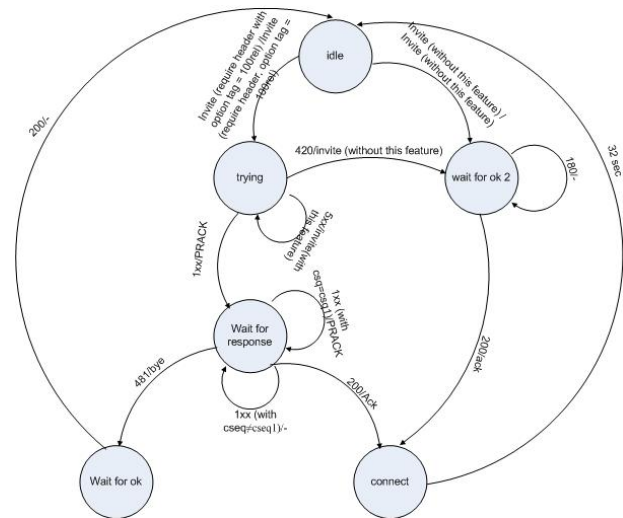 idle
Invite (require header with
option tag = 100rel) /Invite
(require header, option tag =
100rel)
Invite (without this feature) /
Invite (without this feature)
200/-
32 sec
420/invite (without this feature)
trying
wait for ok 2
180/-
5xx/invite(with
this feature)
1xx/PRACK
1xx (with
csq=csq1)/PRACK
Wait for
response
200/ack
481/bye
200/Ack
1xx (with
cseq≠cseq1)/-
Wait for ok
connect